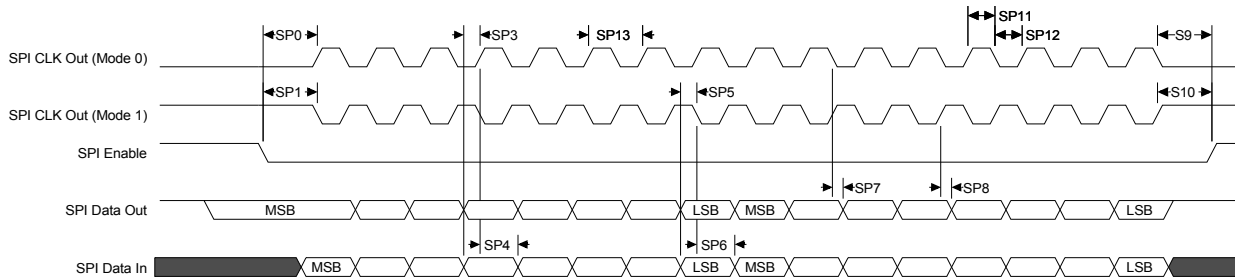 SP11
SP0 SP3 SP13 SP12 S9
SPI CLK Out (Mode 0)
SP1 SP5 S10
SPI CLK Out (Mode 1)
SPI Enable
SP7 SP8
SPI Data Out MSB LSB MSB LSB
SP4 SP6
SPI Data In MSB LSB MSB LSB